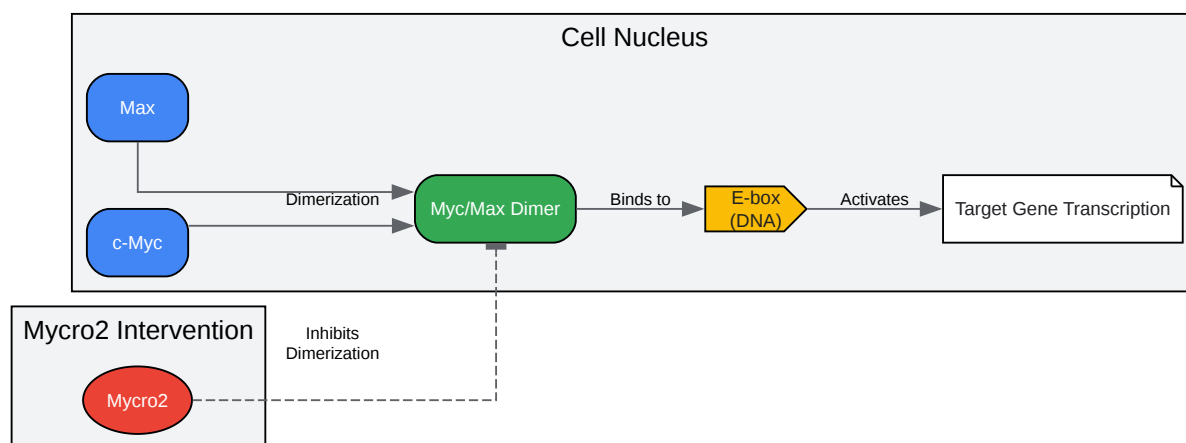 Cell Nucleus
Max
Dimerization
c-Myc
Myc/Max Dimer
Binds to
E-box
(DNA)
Activates
Target Gene Transcription
Mycro2 Intervention
Inhibits
Dimerization
Mycro2